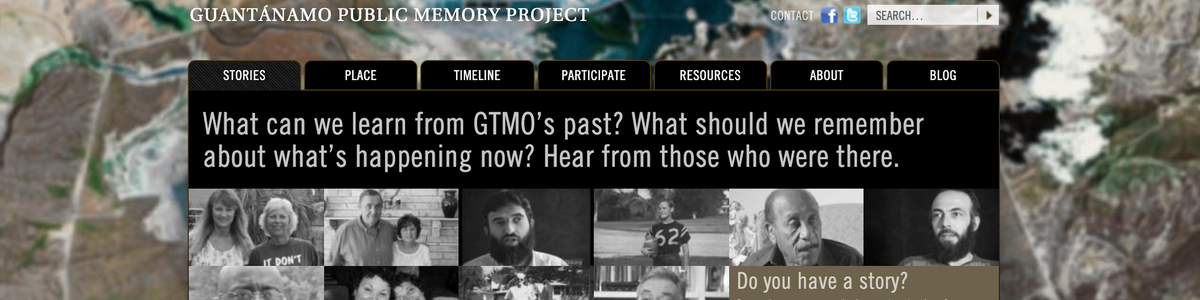 GUANTÁNAMO PUBLIC MEMORY PROJECT
CONTACT
SEARCH...
STORIES PLACE TIMELINE PARTICIPATE RESOURCES ABOUT BLOG
What can we learn from GTMO's past? What should we remember
about what's happening now? Hear from those who were there.
IT DON'T
62
Do you have a story?